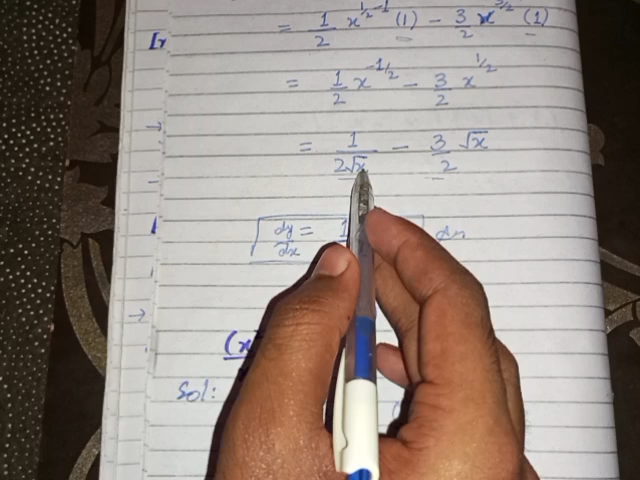 = 1/2 x^(1/2-1) (1) - 3/2 x^(3/2 (1)
= 1/2 x^(-1/2) - 3/2 x^(1/2)
= 1/(2√x) - 3/2 √x
dy/dx = 1
(x
Sol: